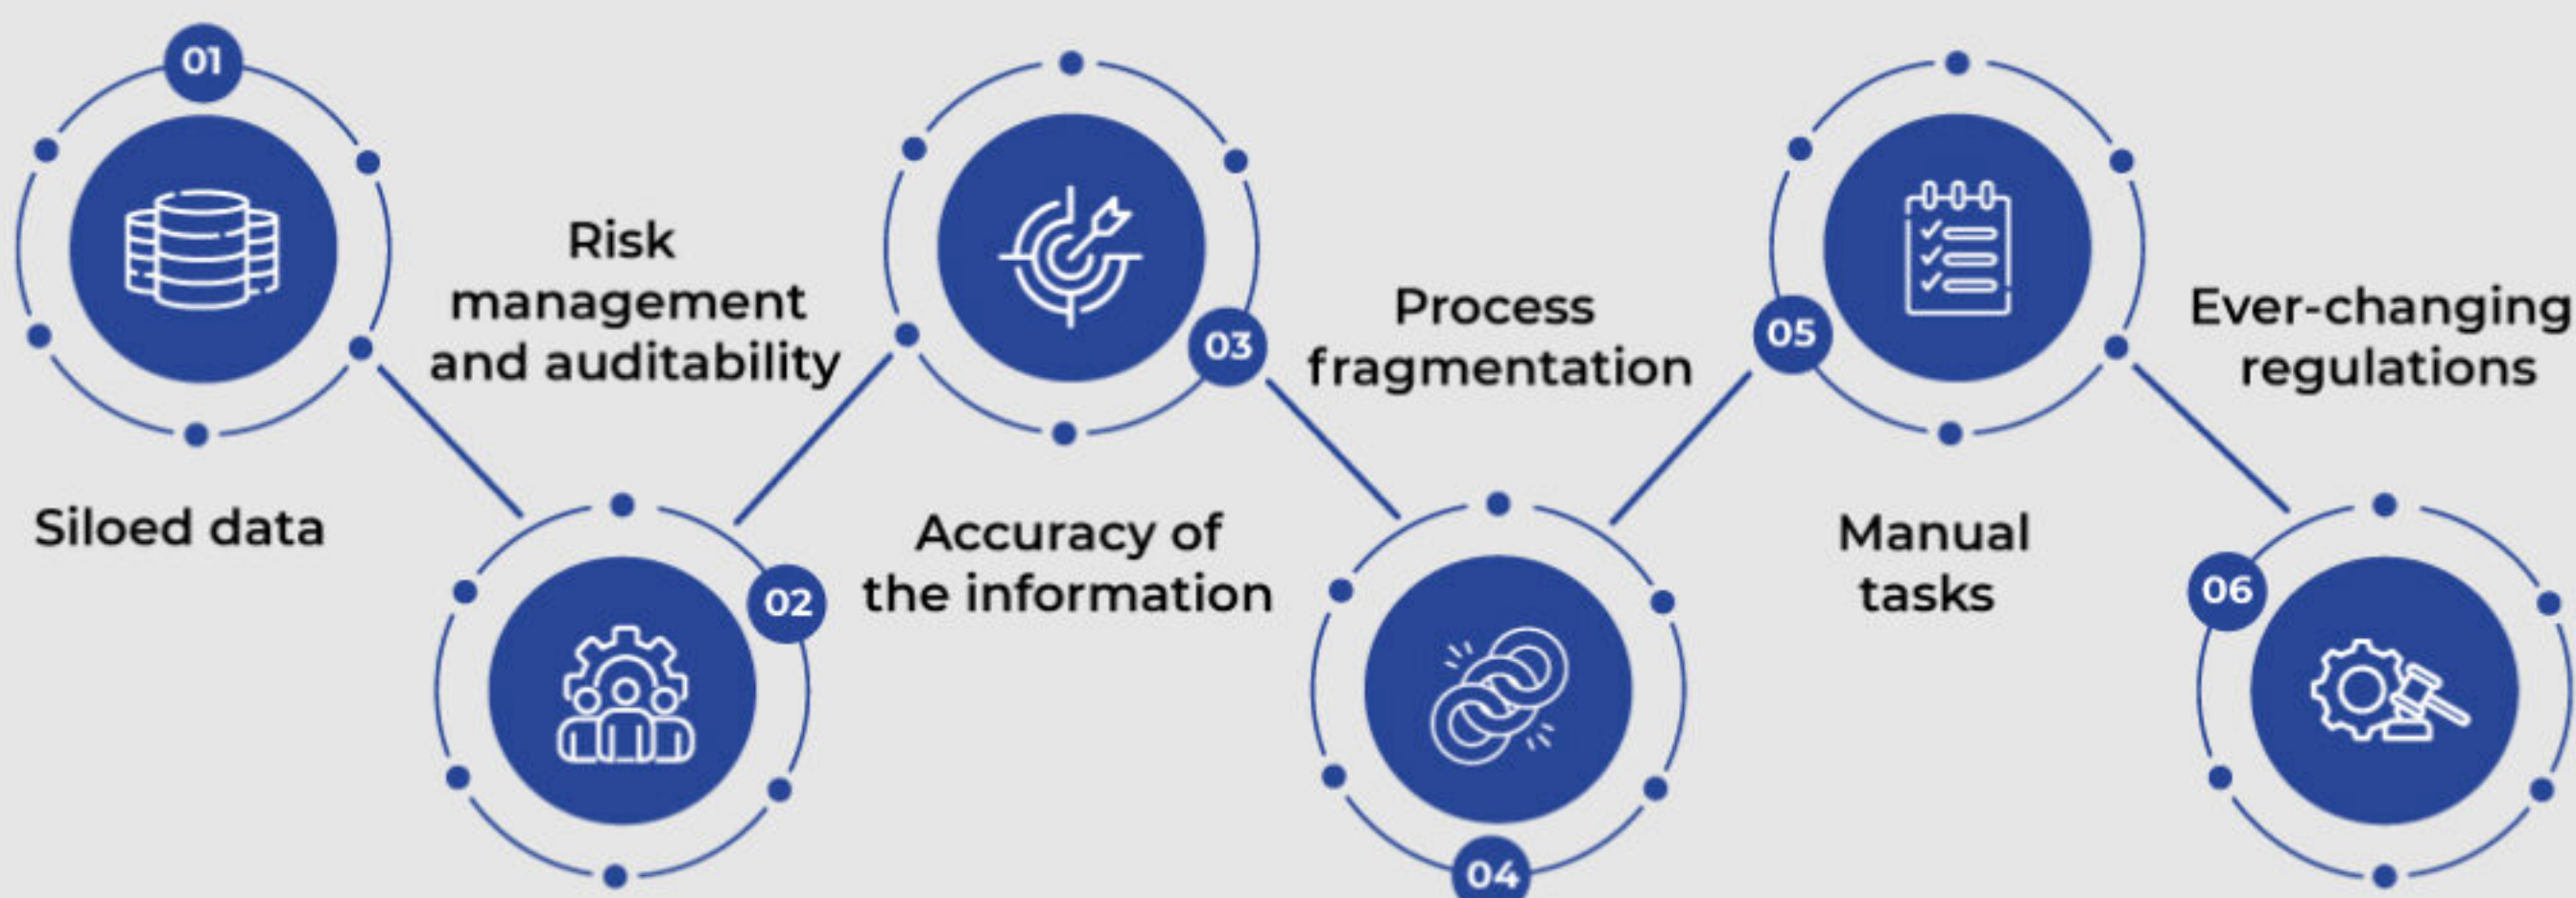 01
Siloed data
Risk
management
and auditability
02
03
Accuracy of
the information
Process
fragmentation
04
05
Manual
tasks
Ever-changing
regulations
06